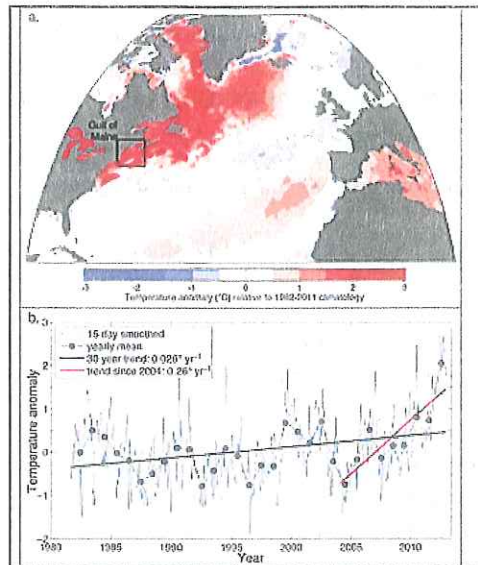 a.
Gulf of
Maine
-3 -2 -1 0 1 2 3
Temperature anomaly (°C) relative to 1982-2011 climatology
b.
15 day smoothed
yearly mean
30 year trend: 0.026° yr⁻¹
trend since 2004: 0.26° yr⁻¹
Temperature anomaly
3
2
1
0
-1
-2
1980 1985 1990 1995 2000 2005 2010
Year